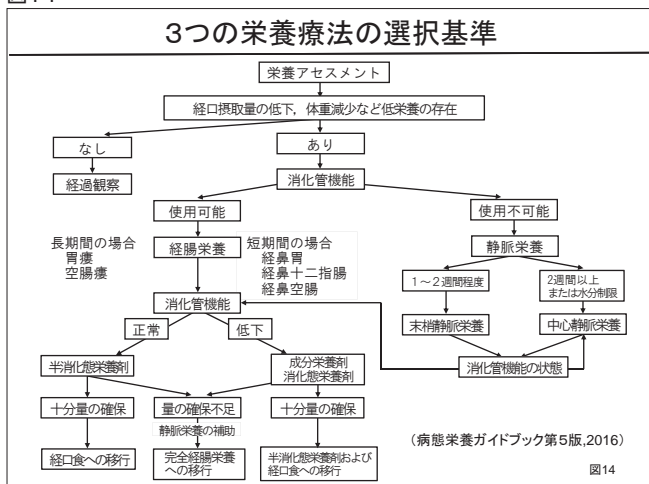 3つの栄養療法の選択基準
栄養アセスメント
経口摂取量の低下，体重減少など低栄養の存在
なし
あり
経過観察
消化管機能
使用可能
使用不可能
長期間の場合
胃瘻
空腸瘻
経腸栄養
短期間の場合
経鼻胃
経鼻十二指腸
経鼻空腸
静脈栄養
1～2週間程度
2週間以上
または水分制限
消化管機能
末梢静脈栄養
中心静脈栄養
正常
低下
半消化態栄養剤
成分栄養剤
消化態栄養剤
消化管機能の状態
十分量の確保
量の確保不足
十分量の確保
静脈栄養の補助
経口食への移行
完全経腸栄養
への移行
半消化態栄養剤および
経口食への移行
(病態栄養ガイドブック第5版,2016)
図14